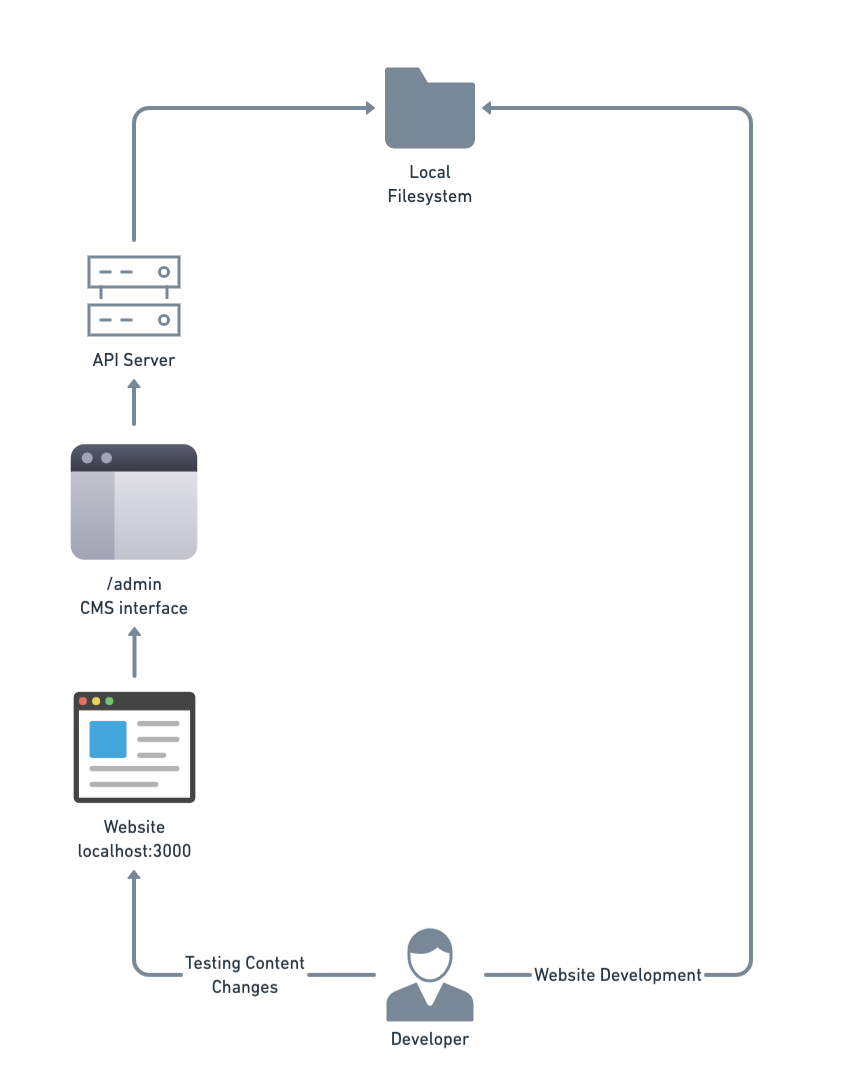 Local
Filesystem
API Server
/admin
CMS interface
Website
localhost:3000
Testing Content
Changes
Website Development
Developer